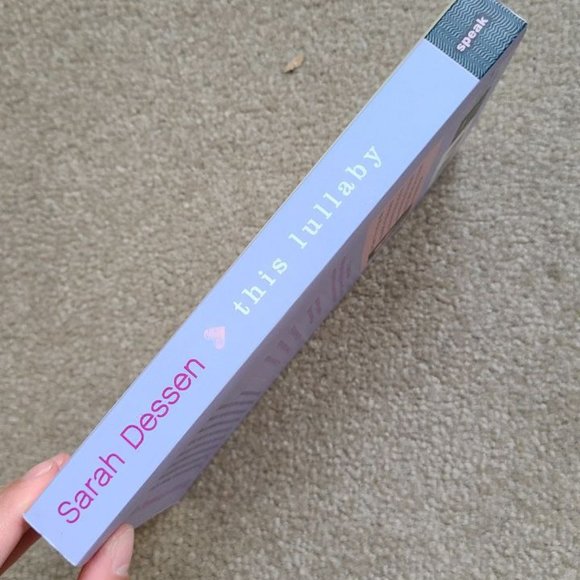 Sarah Dessen
this lullaby
speak